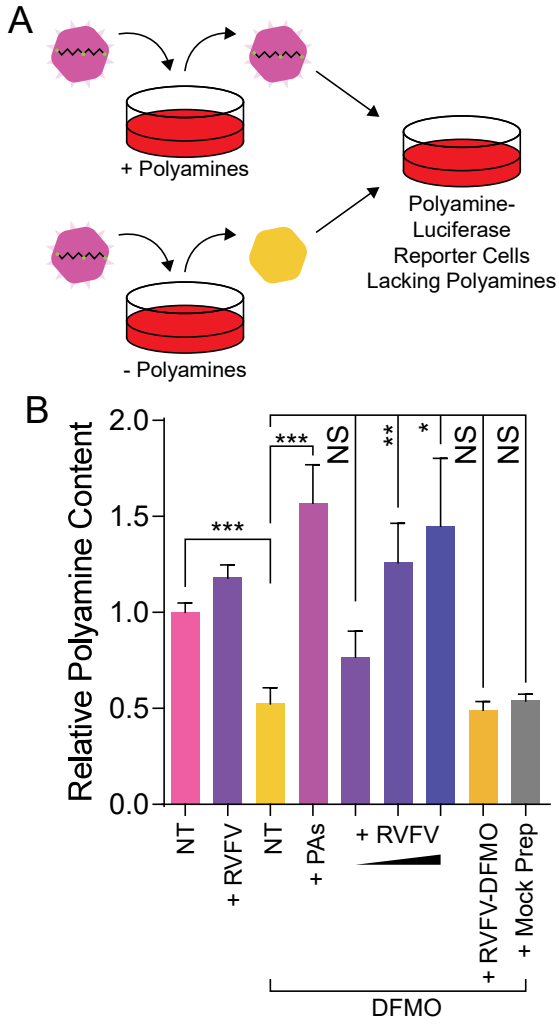 A
+ Polyamines
- Polyamines
Polyamine-
Luciferase
Reporter Cells
Lacking Polyamines
B
Relative Polyamine Content
2.0
1.5
1.0
0.5
0.0
***
***
NS
**
*
NS
NS
NT
+ RVFV
NT
+ PAs
+ RVFV
+ RVFV-DFMO
+ Mock Prep
DFMO